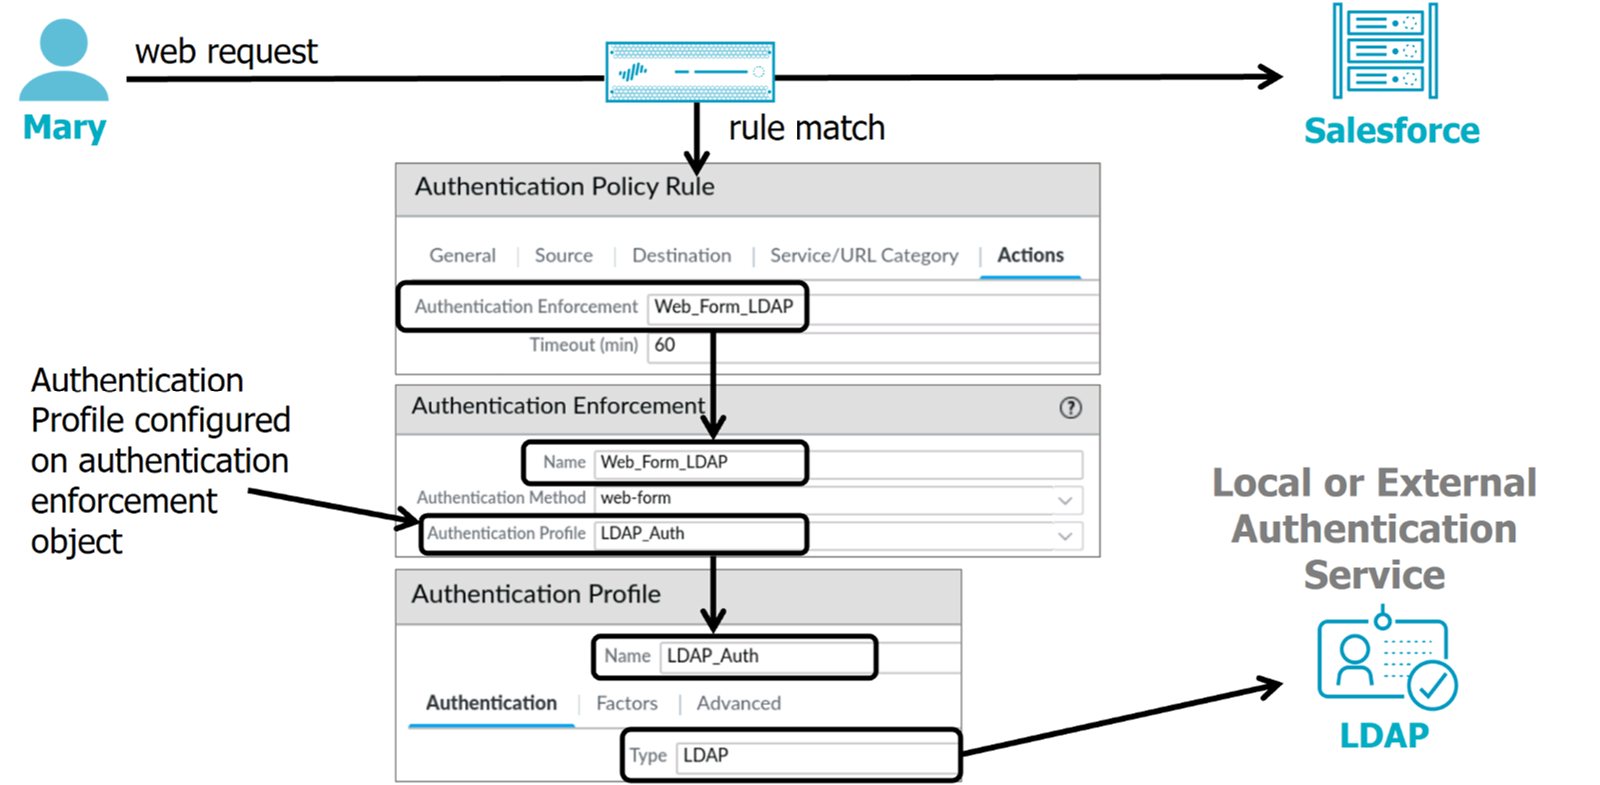 web request
Mary
rule match
Salesforce
Authentication Policy Rule
General Source Destination Service/URL Category Actions
Authentication Enforcement Web_Form_LDAP
Timeout (min) 60
Authentication
Profile configured
on authentication
enforcement
object
Authentication Enforcement ?
Name Web_Form_LDAP
Authentication Method web-form
Authentication Profile LDAP_Auth
Authentication Profile
Name LDAP_Auth
Authentication Factors Advanced
Type LDAP
Local or External
Authentication
Service
LDAP